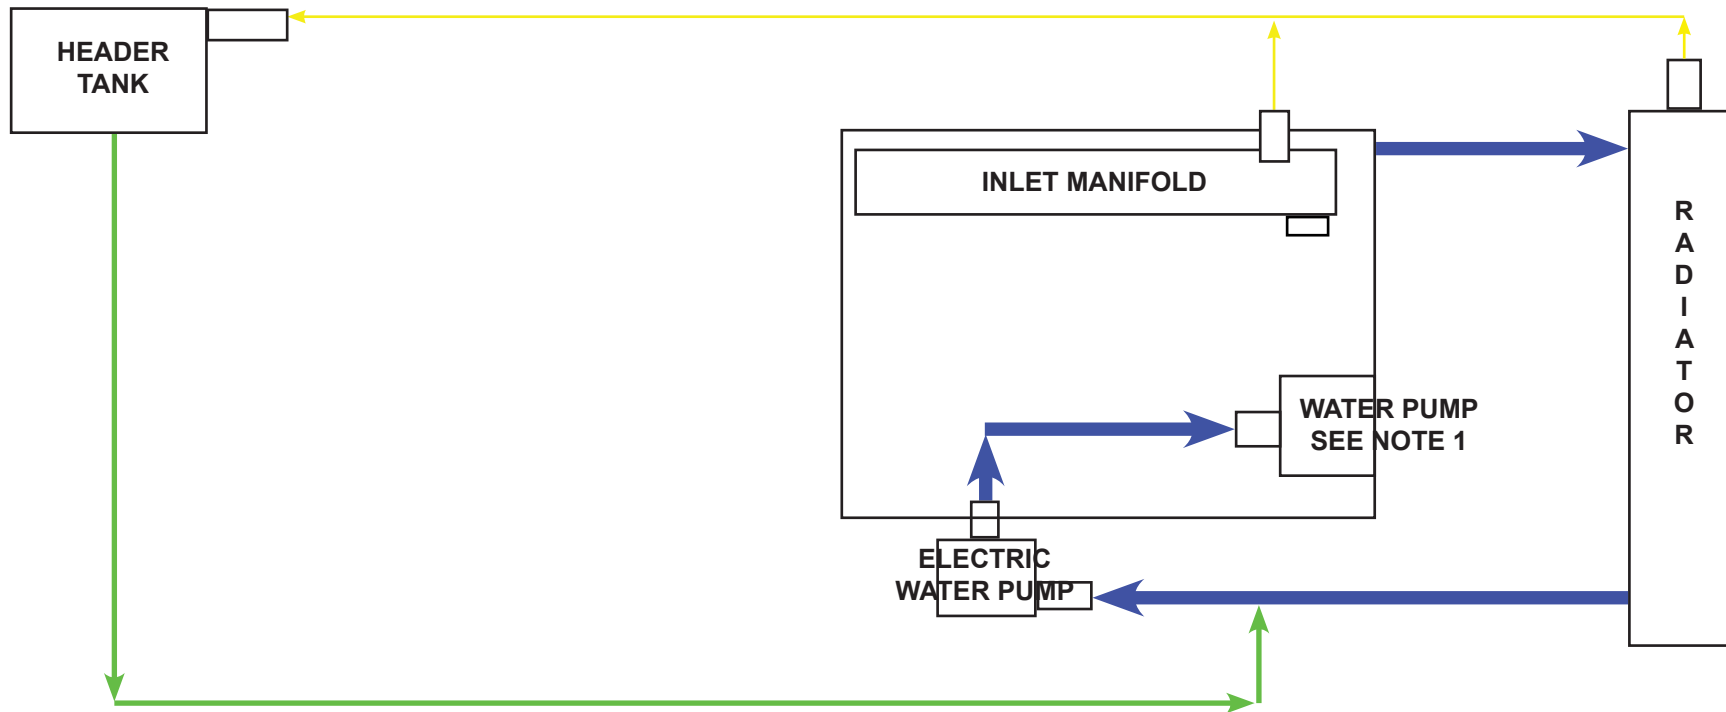 HEADER
TANK
INLET MANIFOLD
R
A
D
I
A
T
O
R
WATER PUMP
SEE NOTE 1
ELECTRIC
WATER PUMP